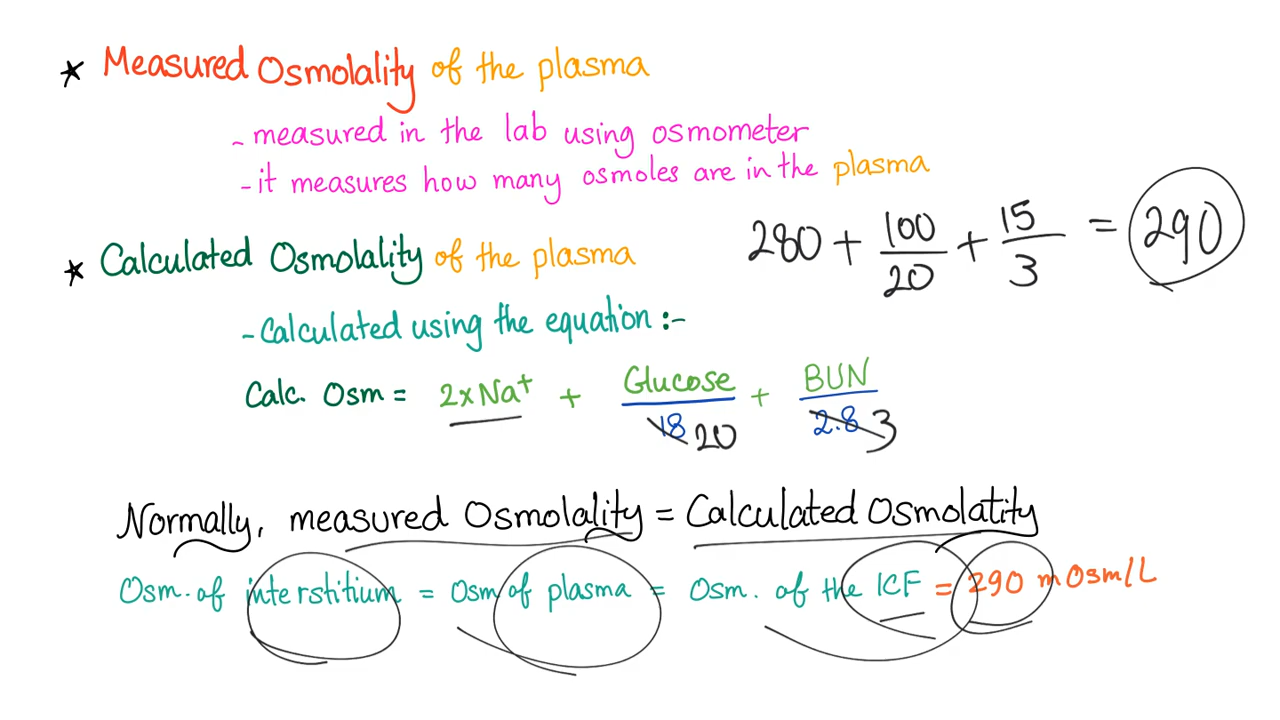 ★ Measured Osmolality of the plasma
- measured in the lab using osmometer
- it measures how many osmoles are in the plasma
280 + 100/20 + 15/3 = 290
★ Calculated Osmolality of the plasma
- Calculated using the equation :-
Calc. Osm = 2xNa+ + Glucose/18 20 + BUN/2.8 3
Normally, measured Osmolality = Calculated Osmolatity
Osm. of interstitium = Osm of plasma = Osm. of the ICF = 290 mOsm/L